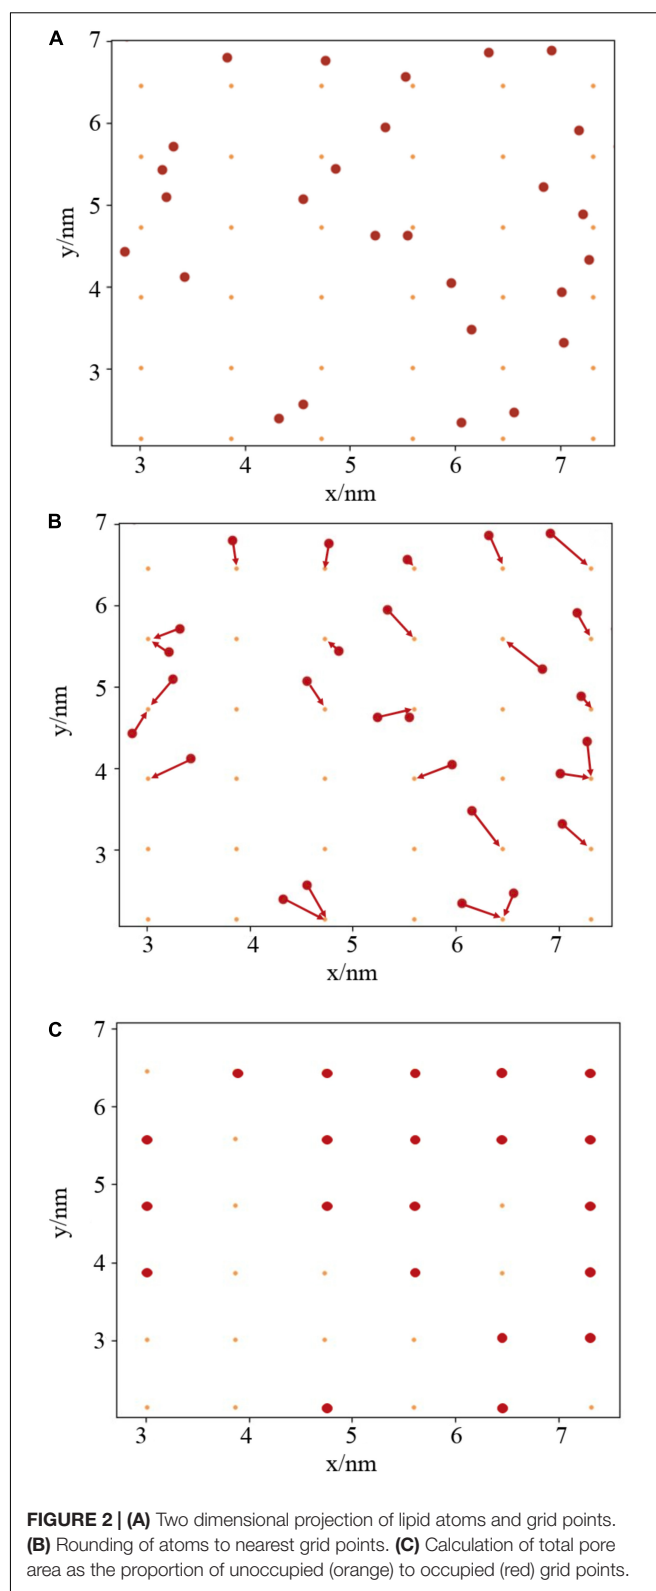 A
7
6
5
4
3
y/nm
3 4 5 6 7
x/nm
B
7
6
5
4
3
y/nm
3 4 5 6 7
x/nm
C
7
6
5
4
3
y/nm
3 4 5 6 7
x/nm
FIGURE 2 | (A) Two dimensional projection of lipid atoms and grid points.
(B) Rounding of atoms to nearest grid points. (C) Calculation of total pore
area as the proportion of unoccupied (orange) to occupied (red) grid points.